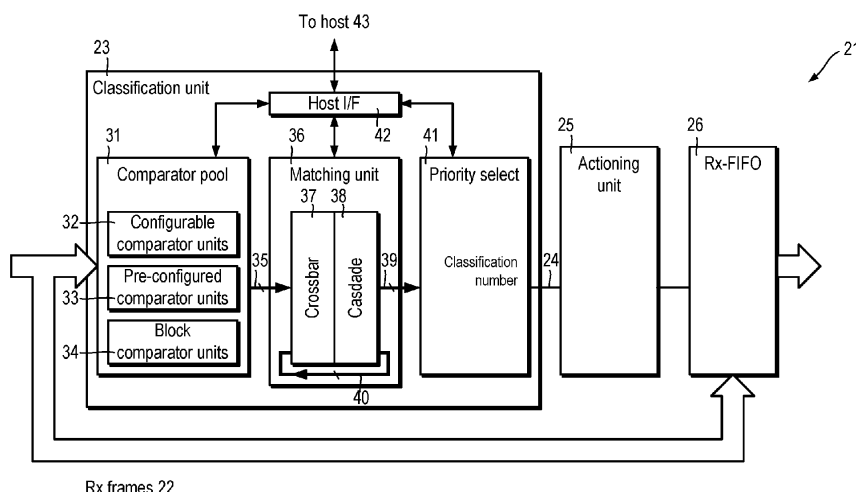 To host 43
21
23
Classification unit
Host I/F
42
31
Comparator pool
36
Matching unit
41
Priority select
25
Actioning
unit
26
Rx-FIFO
32
Configurable
comparator units
33
Pre-configured
comparator units
34
Block
comparator units
35
37
38
Crossbar
Casdade
39
40
Classification
number
24
Rx frames 22